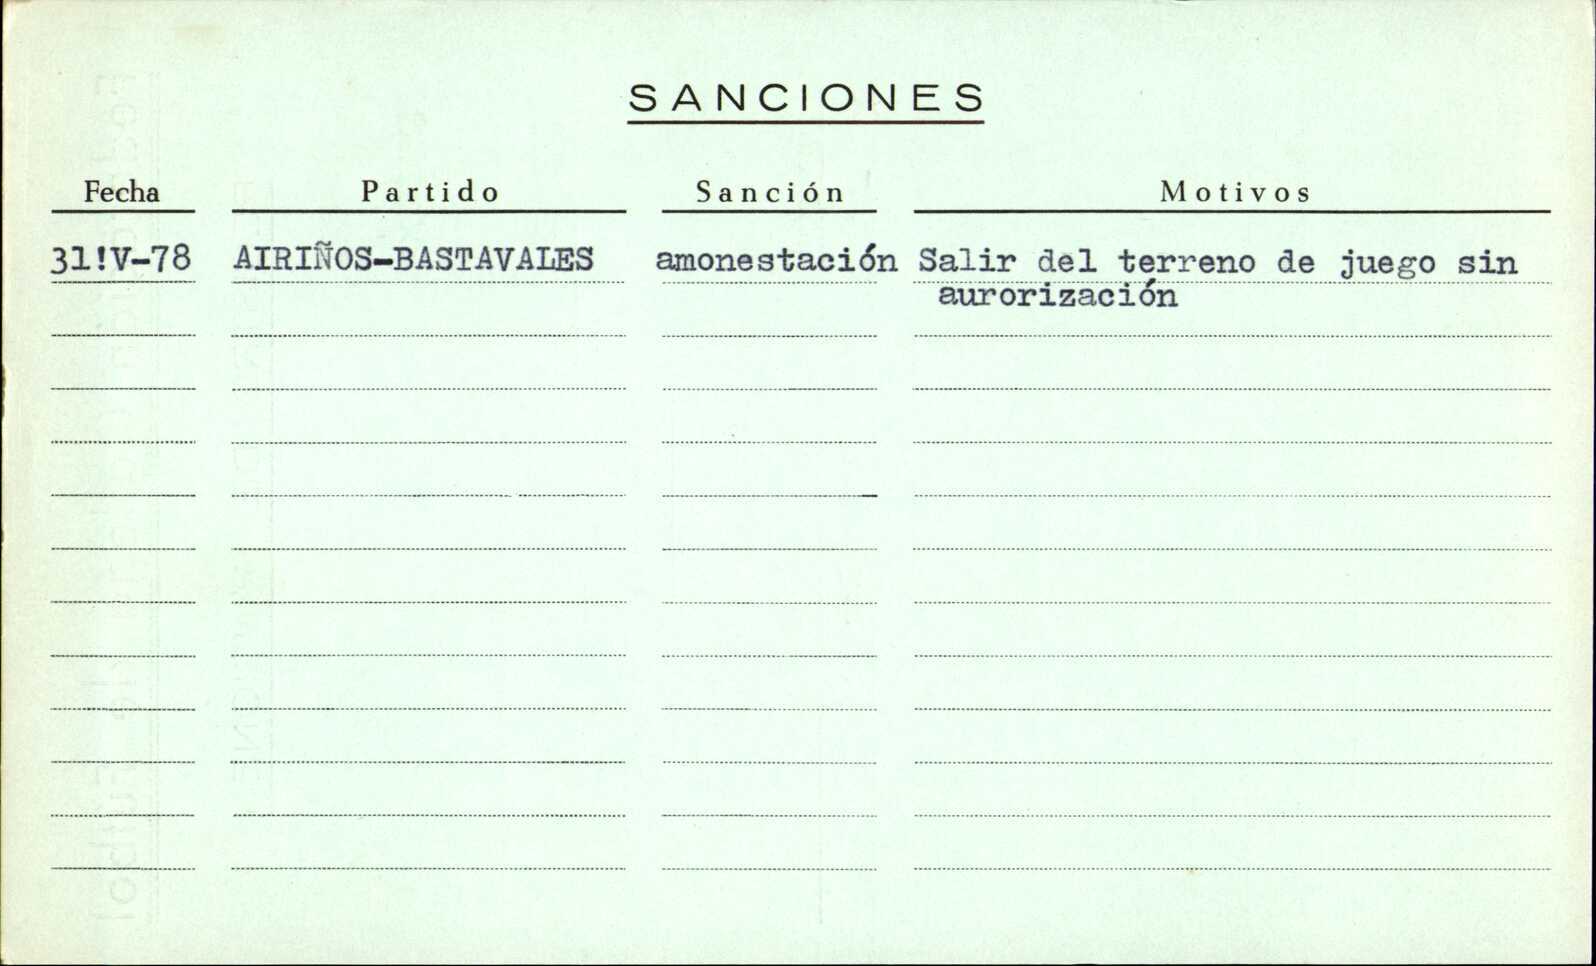 SANCIONES
Fecha Partido Sanción Motivos
31!V-78 AIRIÑOS-BASTAVALES amonestación Salir del terreno de juego sin
aurorización